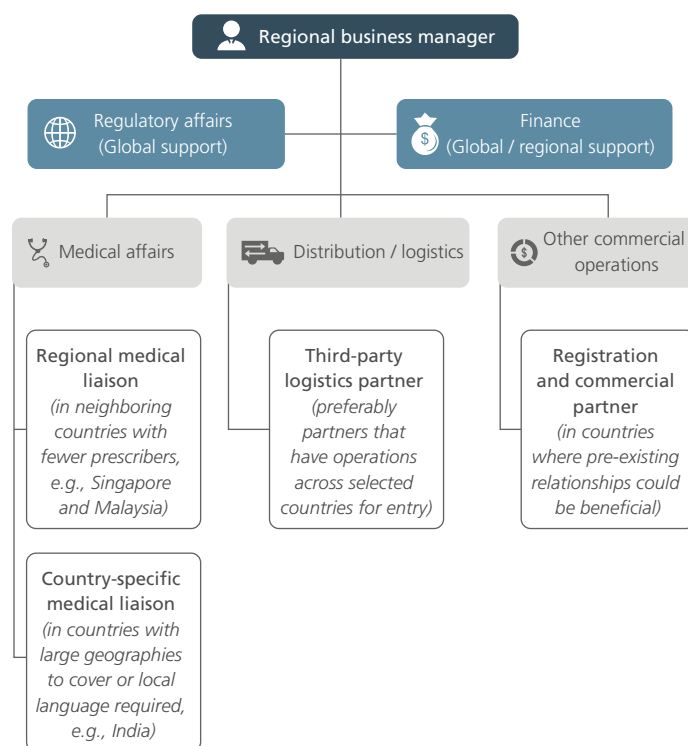 Regional business manager
Regulatory affairs
(Global support)
$
Finance
(Global / regional support)
Medical affairs
Distribution / logistics
$
Other commercial
operations
Regional medical
liaison
(in neighboring
countries with
fewer prescribers,
e.g., Singapore
and Malaysia)
Third-party
logistics partner
(preferably
partners that
have operations
across selected
countries for entry)
Registration
and commercial
partner
(in countries
where pre-existing
relationships could
be beneficial)
Country-specific
medical liaison
(in countries with
large geographies
to cover or local
language required,
e.g., India)